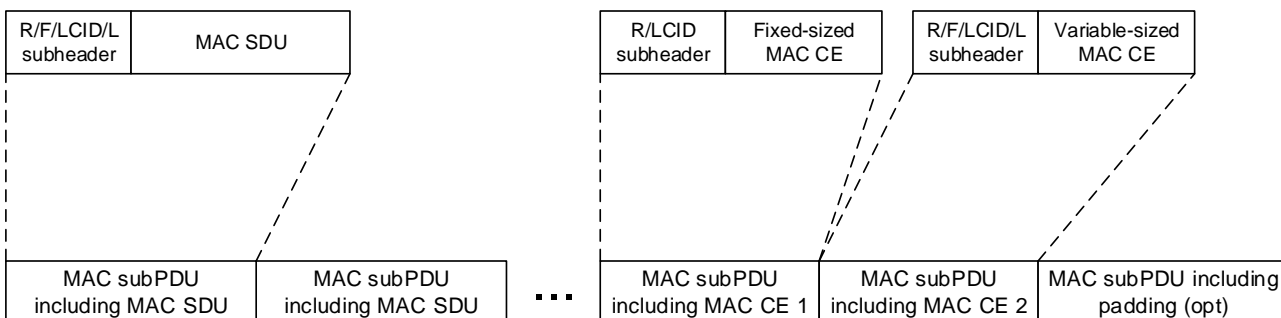 R/F/LCID/L
subheader
MAC SDU
R/LCID
subheader
Fixed-sized
MAC CE
R/F/LCID/L
subheader
Variable-sized
MAC CE
MAC subPDU
including MAC SDU
MAC subPDU
including MAC SDU
...
MAC subPDU
including MAC CE 1
MAC subPDU
including MAC CE 2
MAC subPDU including
padding (opt)